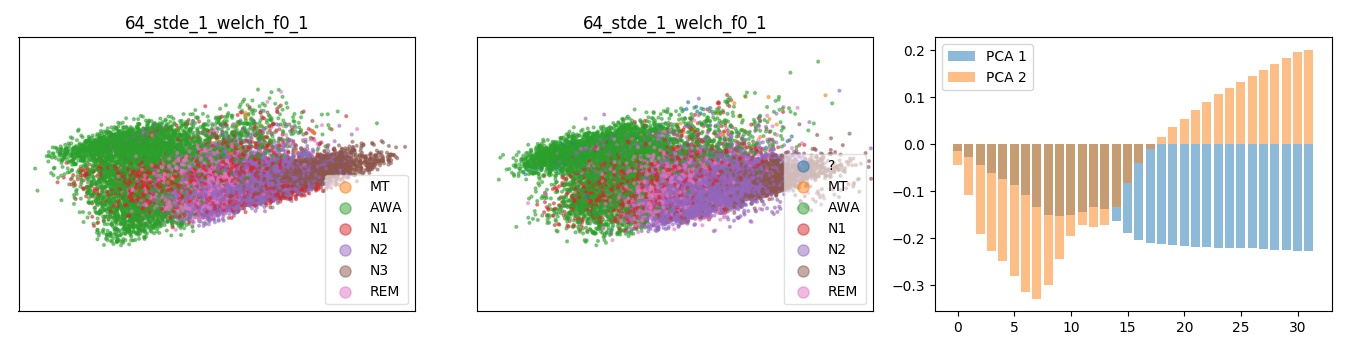 64_stde_1_welch_f0_1
MT
AWA
N1
N2
N3
REM
64_stde_1_welch_f0_1
?
MT
AWA
N1
N2
N3
REM
PCA 1
PCA 2
0.2
0.1
0.0
−0.1
−0.2
−0.3
0 5 10 15 20 25 30